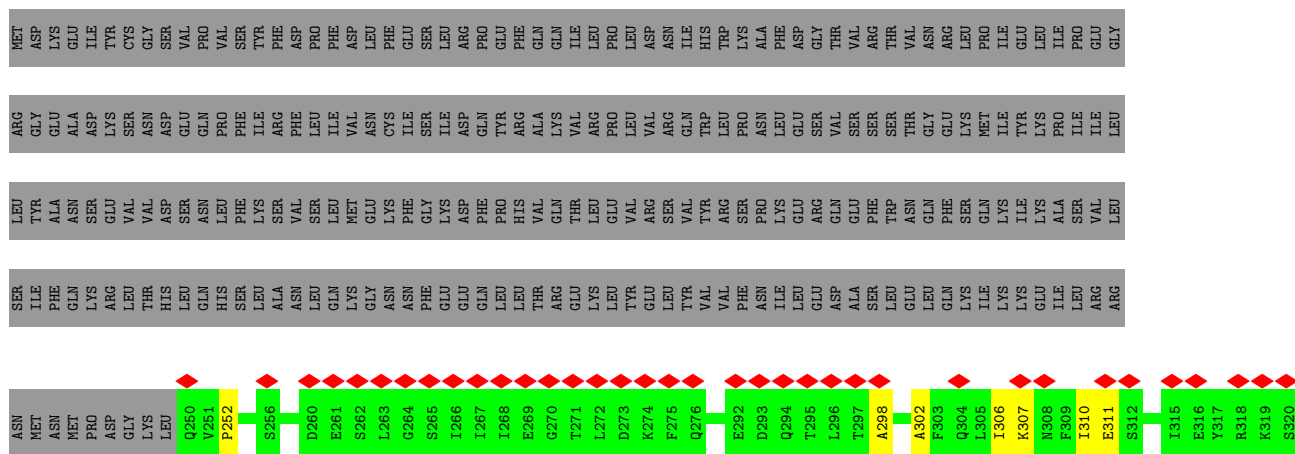 MET ASP LYS GLU ILE TYR CYS GLY SER VAL PRO VAL SER TYR PHE ASP PRO PHE ASP LEU PHE GLU SER LEU ARG PRO GLU PHE GLN GLN ILE LEU PRO LEU ASP ASN ILE HIS TRP LYS ALA PHE ASP GLY THR VAL ARG THR VAL ASN ARG LEU PRO ILE GLU LEU ILE PRO GLU GLY
ARG GLY GLU ALA ASP LYS SER ASN ASP GLU GLN PRO PHE ILE ARG PHE LEU ILE VAL ASN CYS ILE SER ILE ASP GLN TYR ARG ALA LYS VAL ARG PRO LEU VAL ARG GLN TRP LEU PRO ASN LEU GLU SER VAL SER SER SER THR GLY GLU LYS MET ILE TYR LYS PRO ILE ILE LEU
LEU TYR ALA ASN SER GLU VAL VAL ASP SER ASN LEU PHE LYS SER VAL SER LEU MET GLU LYS PHE GLY LYS ASP PHE PRO HIS VAL GLN THR LEU GLU VAL ARG SER VAL TYR ARG SER PRO LYS GLU ARG GLN GLU PHE TRP ASN GLN PHE SER GLN LYS ILE LYS ALA SER VAL LEU
SER ILE PHE GLN LYS ARG LEU THR HIS LEU GLN HIS SER LEU ALA ASN LEU GLN LYS GLY ASN ASN PHE GLU GLU GLN LEU LEU THR ARG GLU LYS LEU TYR GLU LEU TYR VAL VAL PHE ASN ILE LEU GLU ASP ALA SER LEU GLU LEU GLN LYS ILE LYS LYS GLU ILE LEU ARG ARG
ASN MET ASN MET PRO ASP GLY LYS LEU Q250 V251 P252 S256 D260 E261 S262 L263 G264 S265 I266 I267 I268 E269 G270 T271 L272 D273 K274 F275 Q276 E292 D293 Q294 T295 L296 T297 A298 A302 F303 Q304 L305 I306 K307 N308 F309 I310 E311 S312 I315 E316 Y317 R318 K319 S320